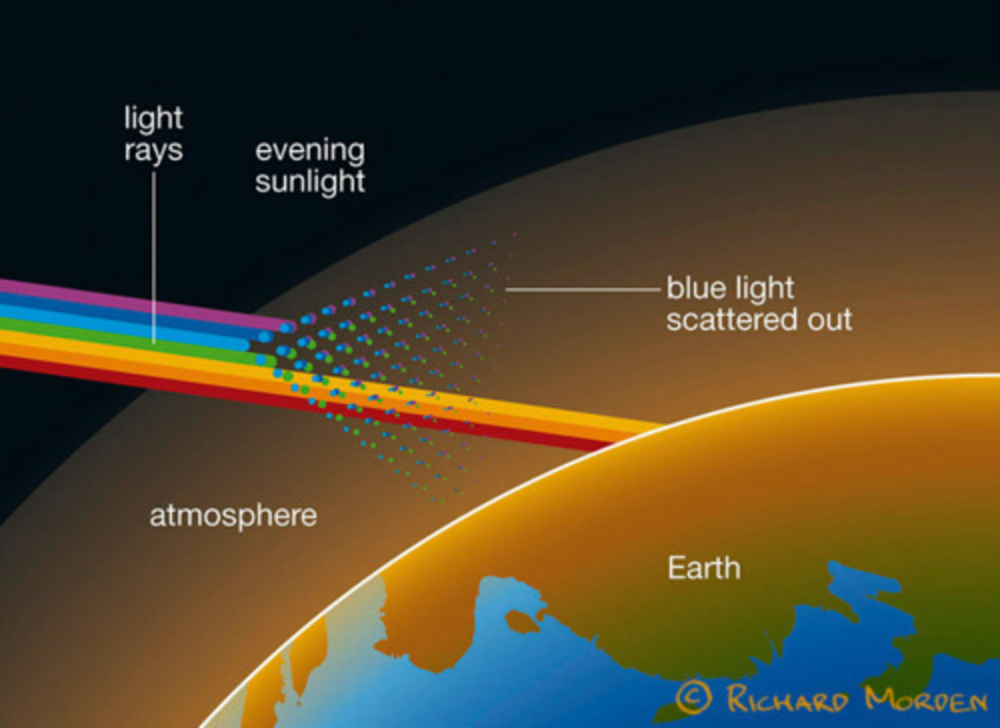 light
rays
evening
sunlight
blue light
scattered out
atmosphere
Earth
© RICHARD MORDEN